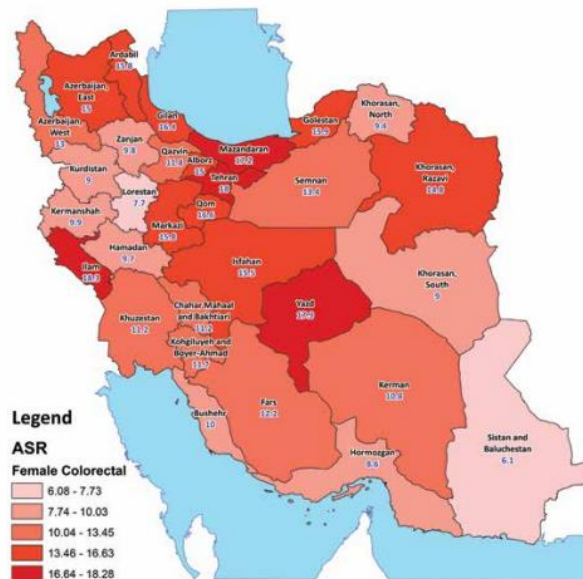 Ardabil
15.8
Azerbaijan,
East
15
Azerbaijan,
West
13
Gilan
16.4
Zanjan
9.8
Qazvin
11.4
Alborz
15
Mazandaran
17.2
Tehran
18
Golestan
15.9
Khorasan,
North
9.4
Khorasan,
Razavi
14.8
Semnan
13.4
Kurdistan
9
Lorestan
7.7
Qom
16.6
Markazi
15.8
Kermanshah
9.9
Hamadan
9.7
Ilam
18.3
Isfahan
15.5
Khorasan,
South
9
Yazd
17.9
Khuzestan
11.2
Chahar Mahaal
and Bakhtiari
11.2
Kohgiluyeh and
Boyer-Ahmad
11.7
Kerman
10.4
Fars
12.2
Bushehr
10
Hormozgan
8.6
Sistan and
Baluchestan
6.1
Legend
ASR
Female Colorectal
6.08 - 7.73
7.74 - 10.03
10.04 - 13.45
13.46 - 16.63
16.64 - 18.28